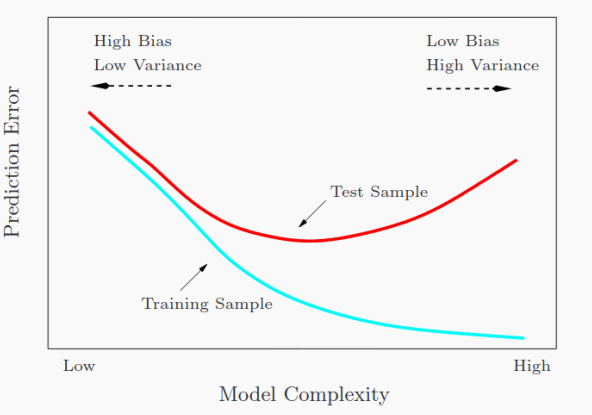 High Bias
Low Variance
Low Bias
High Variance
Prediction Error
Test Sample
Training Sample
Low
High
Model Complexity